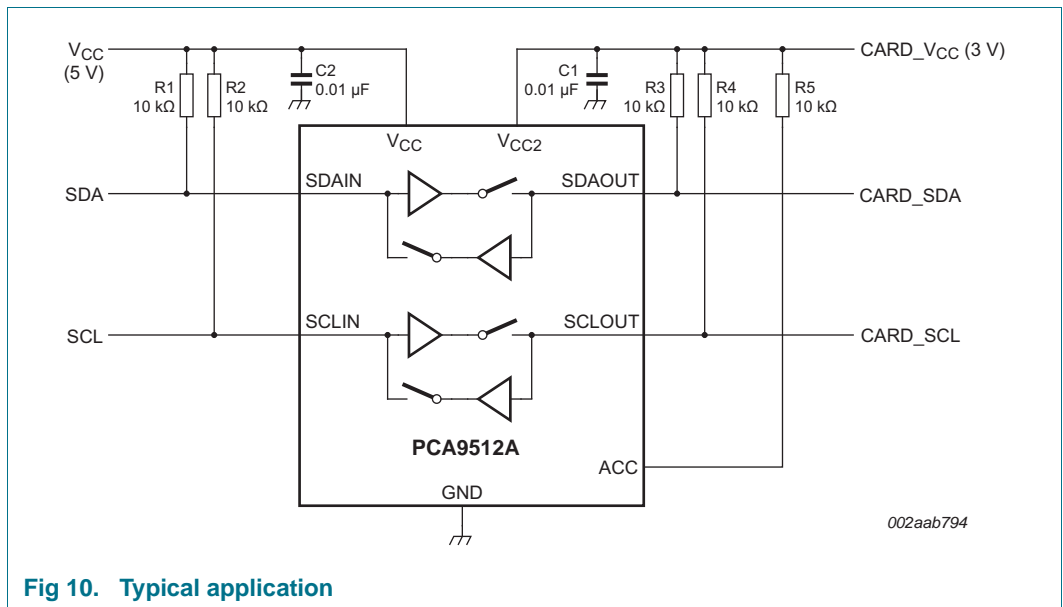 VCC
(5 V)
CARD_VCC (3 V)
C2
0.01 μF
C1
0.01 μF
R1
10 kΩ
R2
10 kΩ
R3
10 kΩ
R4
10 kΩ
R5
10 kΩ
VCC
VCC2
SDA
SDAIN
SDAOUT
CARD_SDA
SCL
SCLIN
SCLOUT
CARD_SCL
PCA9512A
ACC
GND
002aab794
Fig 10. Typical application